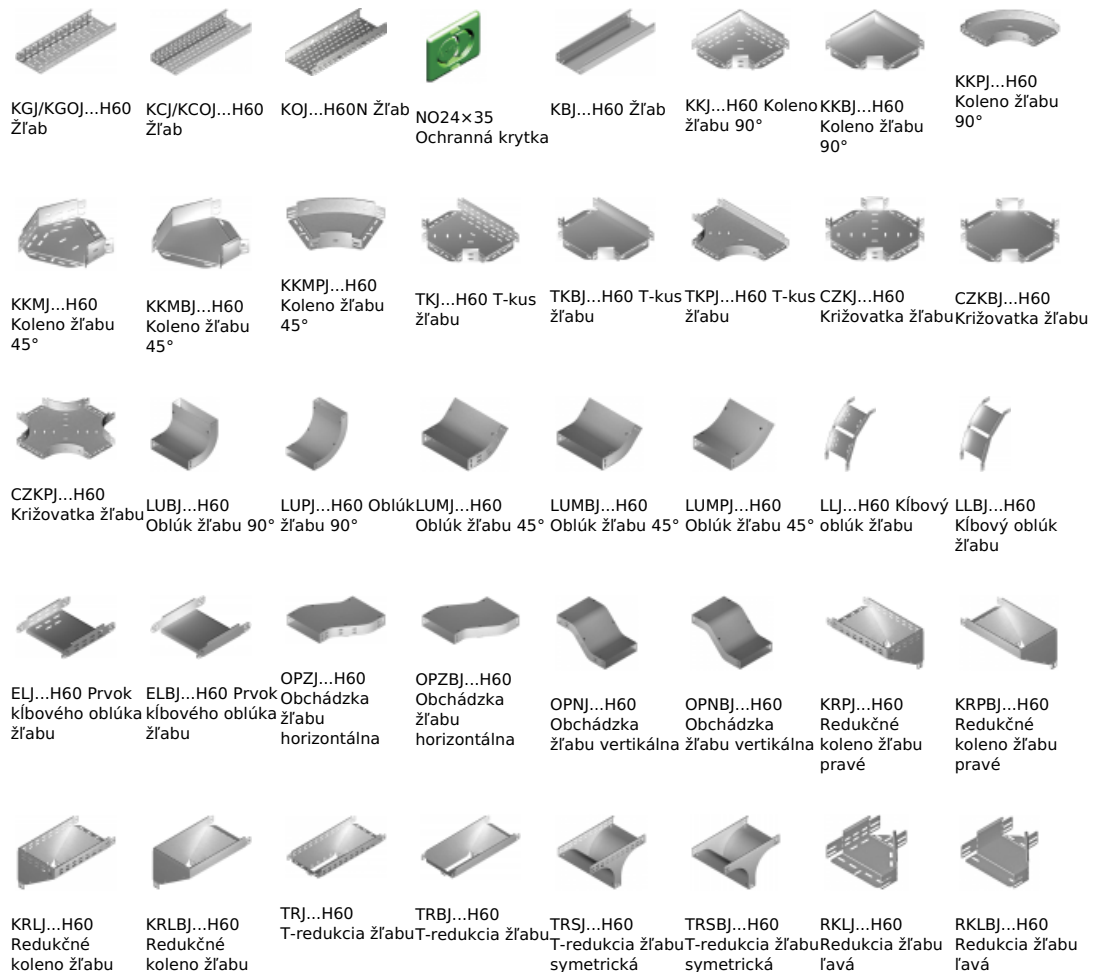 KGJ/KGOJ...H60
Žľab
KCJ/KCOJ...H60
Žľab
KOJ...H60N Žľab
NO24×35
Ochranná krytka
KBJ...H60 Žľab
KKJ...H60 Koleno
žľabu 90°
KKBJ...H60
Koleno žľabu
90°
KKPJ...H60
Koleno žľabu
90°
KKMJ...H60
Koleno žľabu
45°
KKMBJ...H60
Koleno žľabu
45°
KKMPJ...H60
Koleno žľabu
45°
TKJ...H60 T-kus
žľabu
TKBJ...H60 T-kus
žľabu
TKPJ...H60 T-kus
žľabu
CZKJ...H60
Križovatka žľabu
CZKBJ...H60
Križovatka žľabu
CZKPJ...H60
Križovatka žľabu
LUBJ...H60
Oblúk žľabu 90°
LUPJ...H60 Oblúk
žľabu 90°
LUMJ...H60
Oblúk žľabu 45°
LUMBJ...H60
Oblúk žľabu 45°
LUMPJ...H60
Oblúk žľabu 45°
LLJ...H60 Kĺbový
oblúk žľabu
LLBJ...H60
Kĺbový oblúk
žľabu
ELJ...H60 Prvok
kĺbového oblúka
žľabu
ELBJ...H60 Prvok
kĺbového oblúka
žľabu
OPZJ...H60
Obchádzka
žľabu
horizontálna
OPZBJ...H60
Obchádzka
žľabu
horizontálna
OPNJ...H60
Obchádzka
žľabu vertikálna
OPNBJ...H60
Obchádzka
žľabu vertikálna
KRPJ...H60
Redukčné
koleno žľabu
pravé
KRPBJ...H60
Redukčné
koleno žľabu
pravé
KRLJ...H60
Redukčné
koleno žľabu
KRLBJ...H60
Redukčné
koleno žľabu
TRJ...H60
T-redukcia žľabu
TRBJ...H60
T-redukcia žľabu
TRSJ...H60
T-redukcia žľabu
symetrická
TRSBJ...H60
T-redukcia žľabu
symetrická
RKLJ...H60
Redukcia žľabu
ľavá
RKLBJ...H60
Redukcia žľabu
ľavá